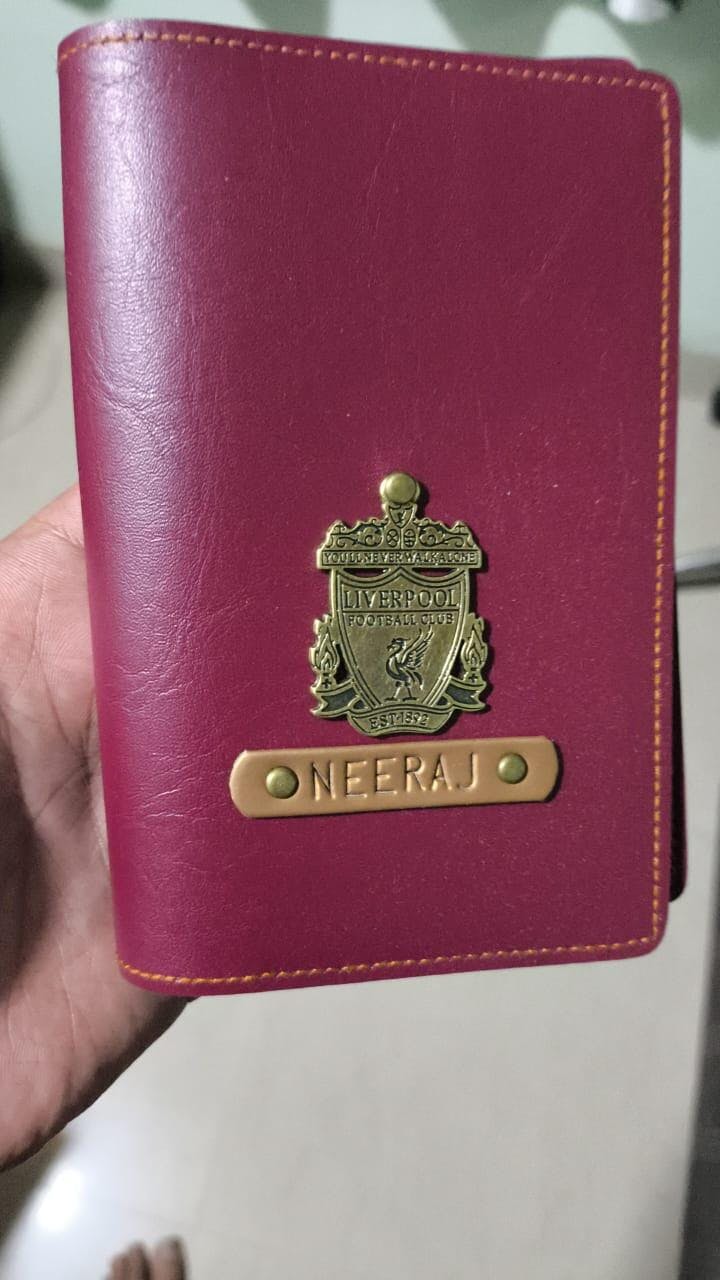 YOU'LL NEVER WALK ALONE
LIVERPOOL
FOOTBALL CLUB
EST·1892
NEERAJ